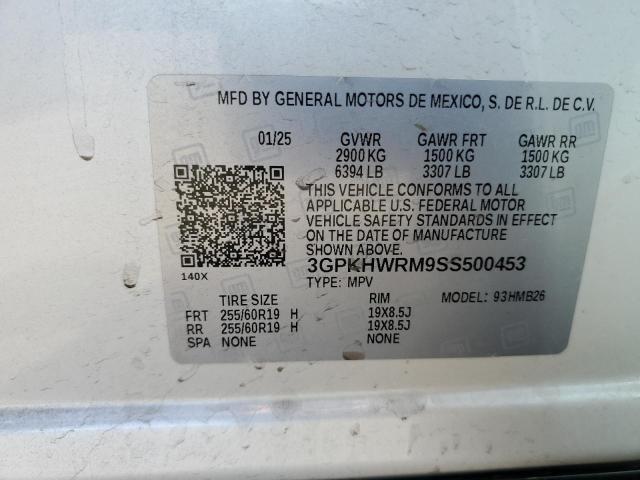 MFD BY GENERAL MOTORS DE MEXICO, S. DE R.L. DE C.V.
01/25 GVWR GAWR FRT GAWR RR
2900 KG 1500 KG 1500 KG
6394 LB 3307 LB 3307 LB
THIS VEHICLE CONFORMS TO ALL
APPLICABLE U.S. FEDERAL MOTOR
VEHICLE SAFETY STANDARDS IN EFFECT
ON THE DATE OF MANUFACTURE
SHOWN ABOVE.
140X 3GPKHWRM9SS500453
TYPE: MPV MODEL: 93HMB26
TIRE SIZE RIM
FRT 255/60R19 H 19X8.5J
RR 255/60R19 H 19X8.5J
SPA NONE NONE